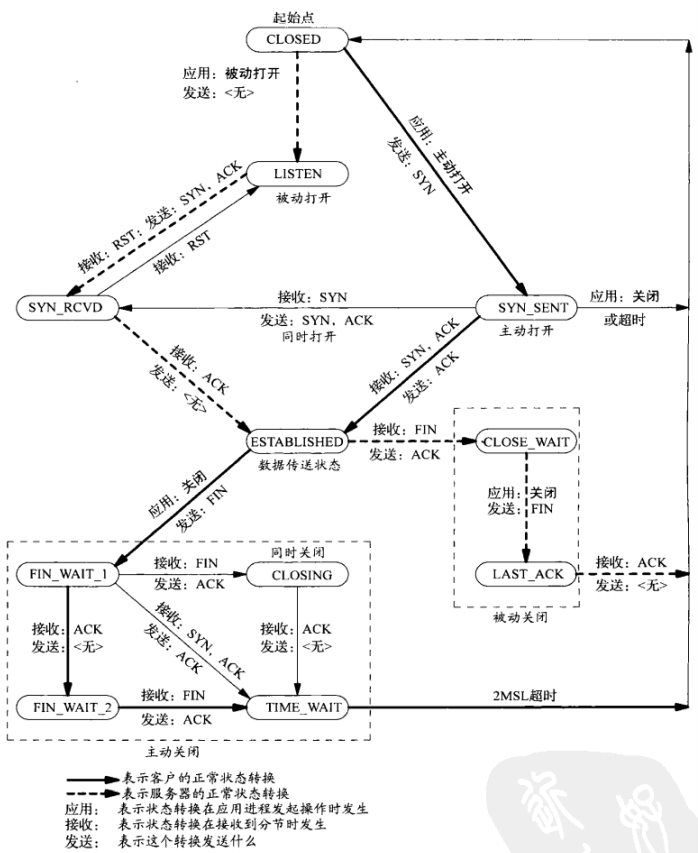 起始点
CLOSED
应用：被动打开
发送：<无>
应用：主动打开
发送：SYN
LISTEN
被动打开
接收：RST；发送：SYN，ACK
接收：RST
SYN_RCVD
接收：SYN
发送：SYN，ACK
同时打开
SYN_SENT
主动打开
应用：关闭
或超时
接收：ACK
发送：<无>
接收：SYN，ACK
发送：ACK
ESTABLISHED
数据传送状态
接收：FIN
发送：ACK
CLOSE_WAIT
应用：关闭
发送：FIN
应用：关闭
发送：FIN
LAST_ACK
接收：ACK
发送：<无>
被动关闭
同时关闭
FIN_WAIT_1
接收：FIN
发送：ACK
CLOSING
接收：ACK
发送：<无>
接收：SYN，ACK
发送：ACK
接收：ACK
发送：<无>
FIN_WAIT_2
接收：FIN
发送：ACK
TIME_WAIT
2MSL超时
主动关闭
表示客户的正常状态转换
表示服务器的正常状态转换
应用： 表示状态转换在应用进程发起操作时发生
接收： 表示状态转换在接收到分节时发生
发送： 表示这个转换发送什么